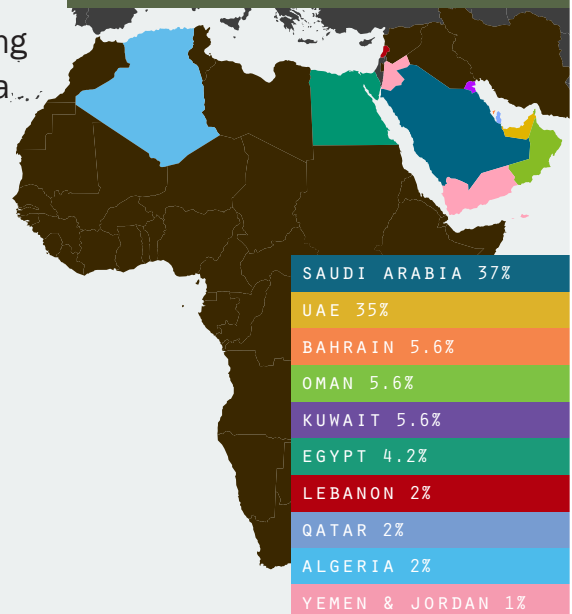 ng
a
SAUDI ARABIA 37%
UAE 35%
BAHRAIN 5.6%
OMAN 5.6%
KUWAIT 5.6%
EGYPT 4.2%
LEBANON 2%
QATAR 2%
ALGERIA 2%
YEMEN & JORDAN 1%